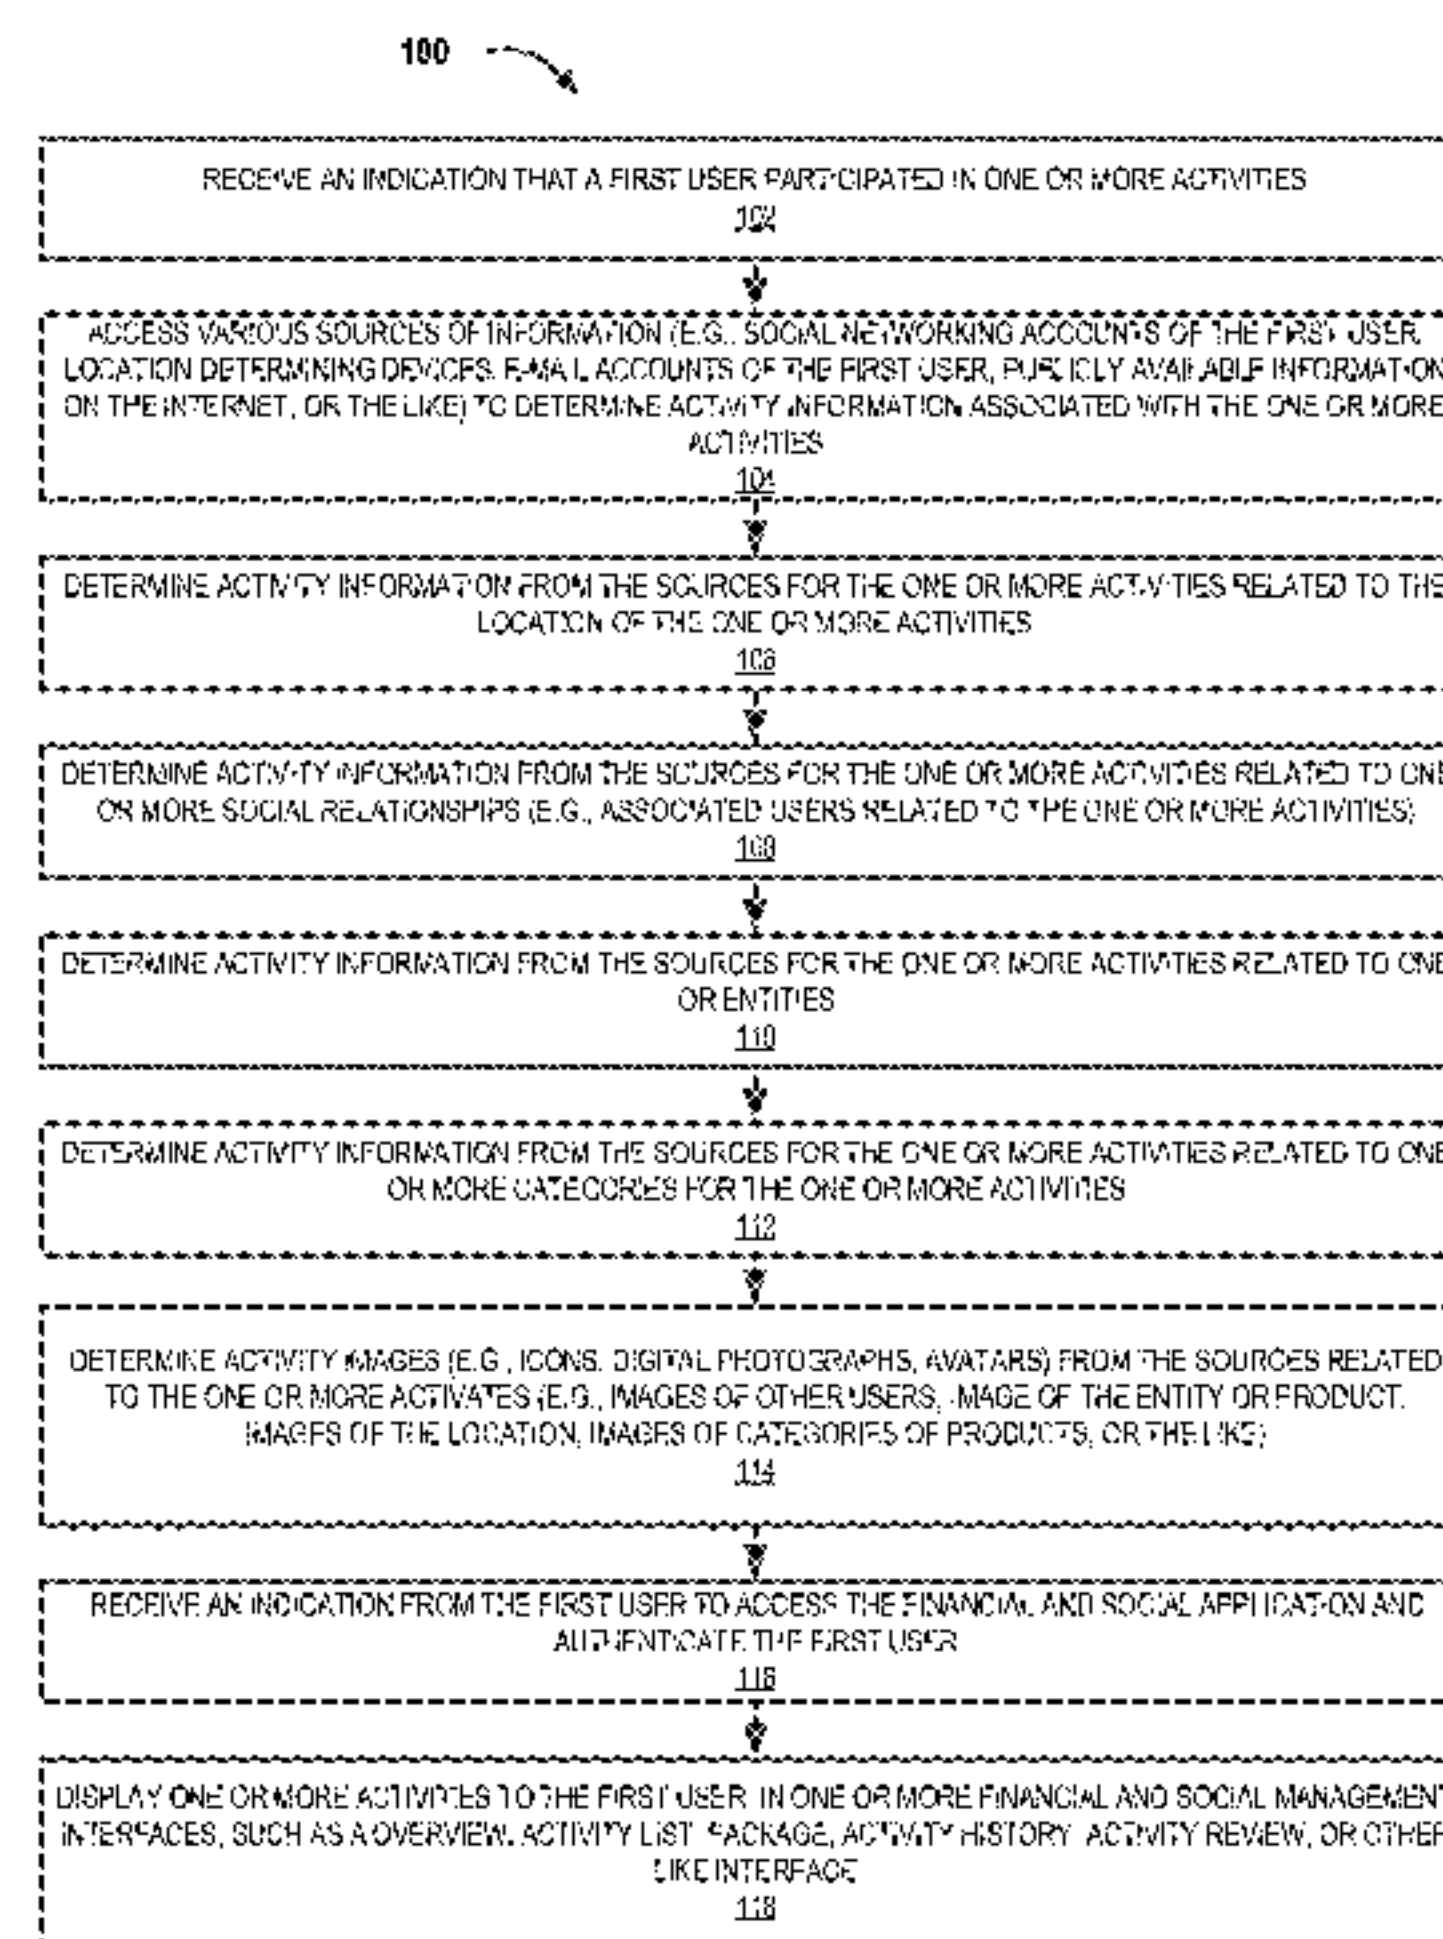 100
RECEIVE AN INDICATION THAT A FIRST USER PARTICIPATED IN ONE OR MORE ACTIVITIES
102
ACCESS VARIOUS SOURCES OF INFORMATION (E.G., SOCIAL NETWORKING ACCOUNTS OF THE FIRST USER
LOCATION DETERMINING DEVICES, E-MAIL ACCOUNTS OF THE FIRST USER, PUBLICLY AVAILABLE INFORMATION
ON THE INTERNET, OR THE LIKE) TO DETERMINE ACTIVITY INFORMATION ASSOCIATED WITH THE ONE OR MORE
ACTIVITIES
104
DETERMINE ACTIVITY INFORMATION FROM THE SOURCES FOR THE ONE OR MORE ACTIVITIES RELATED TO THE
LOCATION OF THE ONE OR MORE ACTIVITIES
106
DETERMINE ACTIVITY INFORMATION FROM THE SOURCES FOR THE ONE OR MORE ACTIVITIES RELATED TO ONE
OR MORE SOCIAL RELATIONSHIPS (E.G., ASSOCIATED USERS RELATED TO THE ONE OR MORE ACTIVITIES)
108
DETERMINE ACTIVITY INFORMATION FROM THE SOURCES FOR THE ONE OR MORE ACTIVITIES RELATED TO ONE
OR ENTITIES
110
DETERMINE ACTIVITY INFORMATION FROM THE SOURCES FOR THE ONE OR MORE ACTIVITIES RELATED TO ONE
OR MORE CATEGORIES FOR THE ONE OR MORE ACTIVITIES
112
DETERMINE ACTIVITY IMAGES (E.G., ICONS, DIGITAL PHOTOGRAPHS, AVATARS) FROM THE SOURCES RELATED
TO THE ONE OR MORE ACTIVATES (E.G., IMAGES OF OTHER USERS, IMAGE OF THE ENTITY OR PRODUCT,
IMAGES OF THE LOCATION, IMAGES OF CATEGORIES OF PRODUCTS, OR THE LIKE)
114
RECEIVE AN INDICATION FROM THE FIRST USER TO ACCESS THE FINANCIAL AND SOCIAL APPLICATION AND
AUTHENTICATE THE FIRST USER
116
DISPLAY ONE OR MORE ACTIVITIES TO THE FIRST USER IN ONE OR MORE FINANCIAL AND SOCIAL MANAGEMENT
INTERFACES, SUCH AS A OVERVIEW, ACTIVITY LIST, PACKAGE, ACTIVITY HISTORY, ACTIVITY REVIEW, OR OTHER
LIKE INTERFACE
118